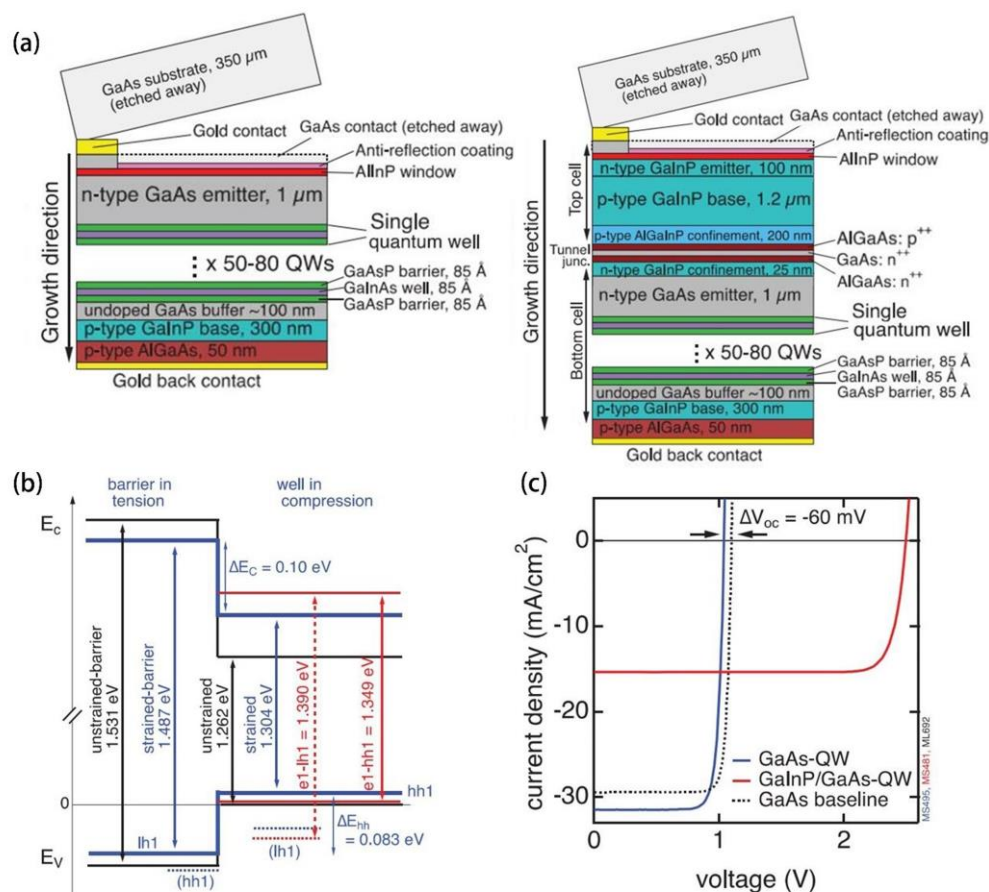 (a)
GaAs substrate, 350 µm
(etched away)
Gold contact
GaAs contact (etched away)
Anti-reflection coating
AlInP window
n-type GaAs emitter, 1 µm
Single
quantum well
x 50-80 QWs
GaAsP barrier, 85 Å
GaInAs well, 85 Å
GaAsP barrier, 85 Å
undoped GaAs buffer ~100 nm
p-type GaInP base, 300 nm
p-type AlGaAs, 50 nm
Gold back contact
Growth direction
GaAs substrate, 350 µm
(etched away)
Gold contact
GaAs contact (etched away)
Anti-reflection coating
AlInP window
n-type GaInP emitter, 100 nm
p-type GaInP base, 1.2 µm
p-type AlGaInP confinement, 200 nm
AlGaAs: p++
GaAs: n++
AlGaAs: n++
n-type GaInP confinement, 25 nm
n-type GaAs emitter, 1 µm
Single
quantum well
x 50-80 QWs
GaAsP barrier, 85 Å
GaInAs well, 85 Å
GaAsP barrier, 85 Å
undoped GaAs buffer ~100 nm
p-type GaInP base, 300 nm
p-type AlGaAs, 50 nm
Gold back contact
Growth direction
Top cell
Tunnel
junc.
Bottom cell
(b)
barrier in
tension
well in
compression
Ec
ΔEC = 0.10 eV
unstrained-barrier
1.531 eV
strained-barrier
1.487 eV
unstrained
1.262 eV
strained
1.304 eV
e1-lh1 = 1.390 eV
e1-hh1 = 1.349 eV
0
hh1
ΔEhh
= 0.083 eV
lh1
(lh1)
EV
(hh1)
(c)
ΔVoc = -60 mV
current density (mA/cm2)
0
-10
-16
-20
-30
GaAs-QW
GaInP/GaAs-QW
GaAs baseline
MS495, MS481, ML692
0
1
2
voltage (V)